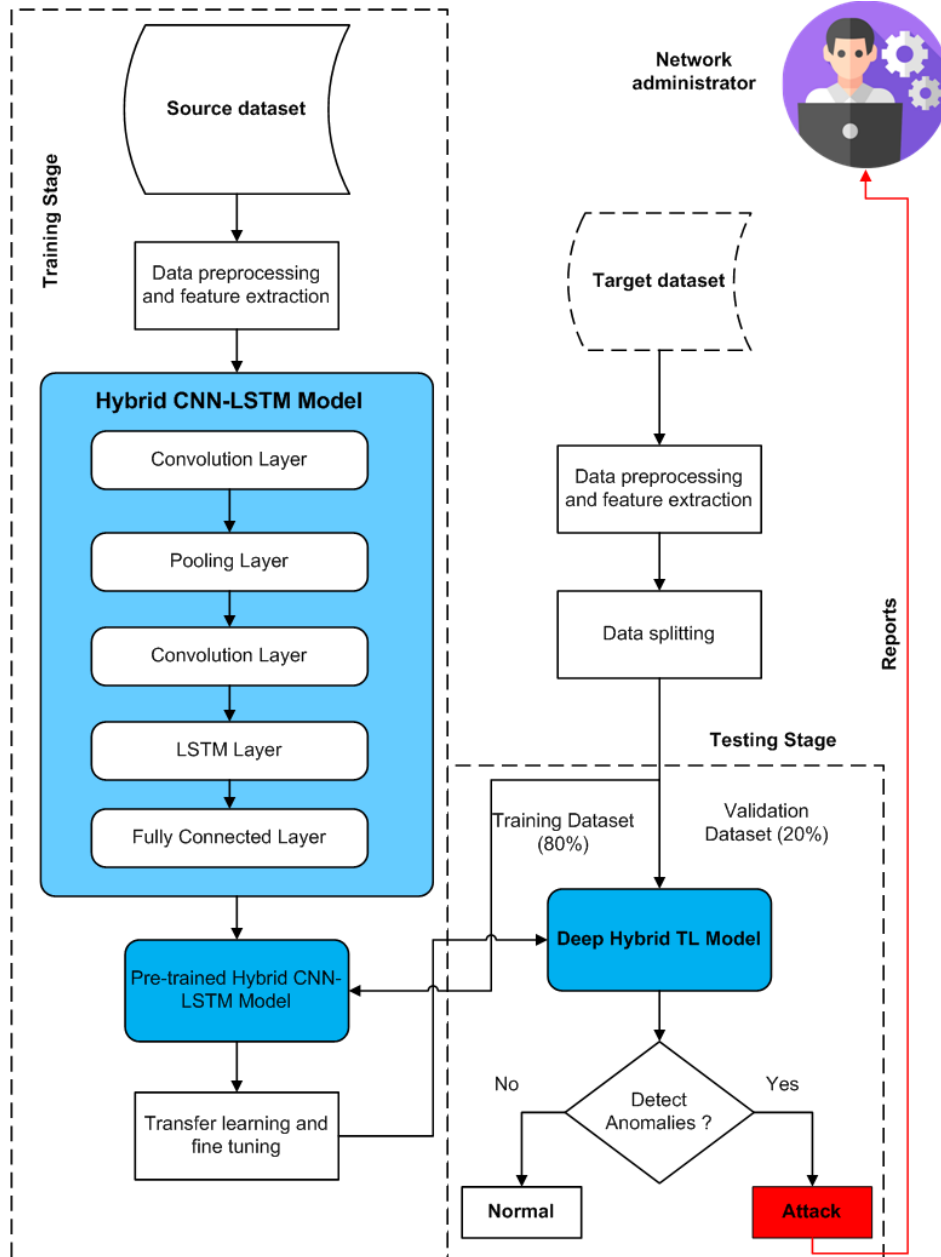 Network
administrator
Source dataset
Training Stage
Data preprocessing
and feature extraction
Target dataset
Hybrid CNN-LSTM Model
Convolution Layer
Pooling Layer
Convolution Layer
LSTM Layer
Fully Connected Layer
Data preprocessing
and feature extraction
Data splitting
Reports
Testing Stage
Training Dataset
(80%)
Validation
Dataset (20%)
Pre-trained Hybrid CNN-
LSTM Model
Deep Hybrid TL Model
Transfer learning and
fine tuning
No
Detect
Anomalies ?
Yes
Normal
Attack